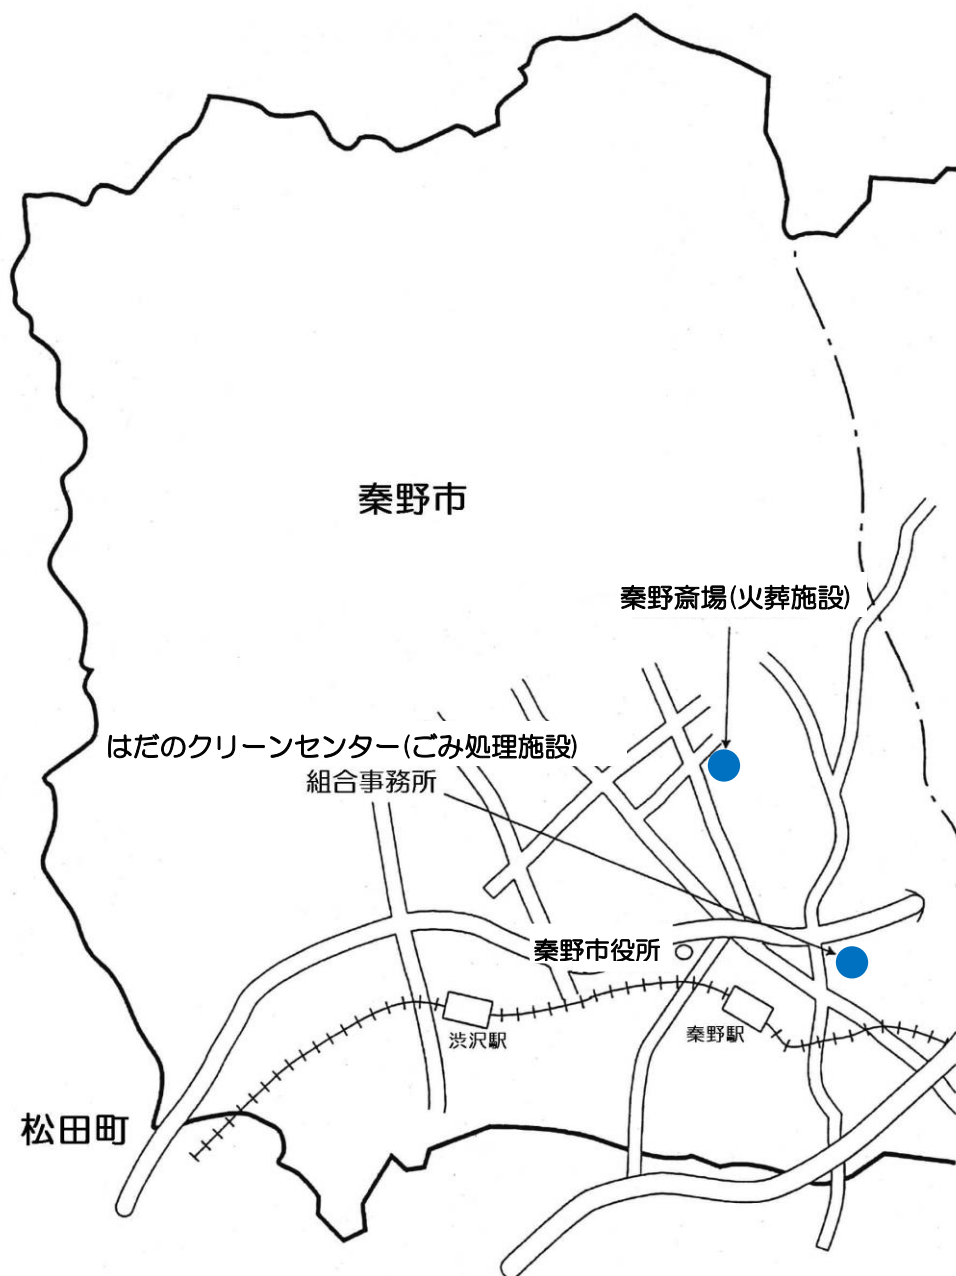 秦野市
秦野斎場(火葬施設)
はだのクリーンセンター(ごみ処理施設)
組合事務所
秦野市役所
渋沢駅
秦野駅
松田町